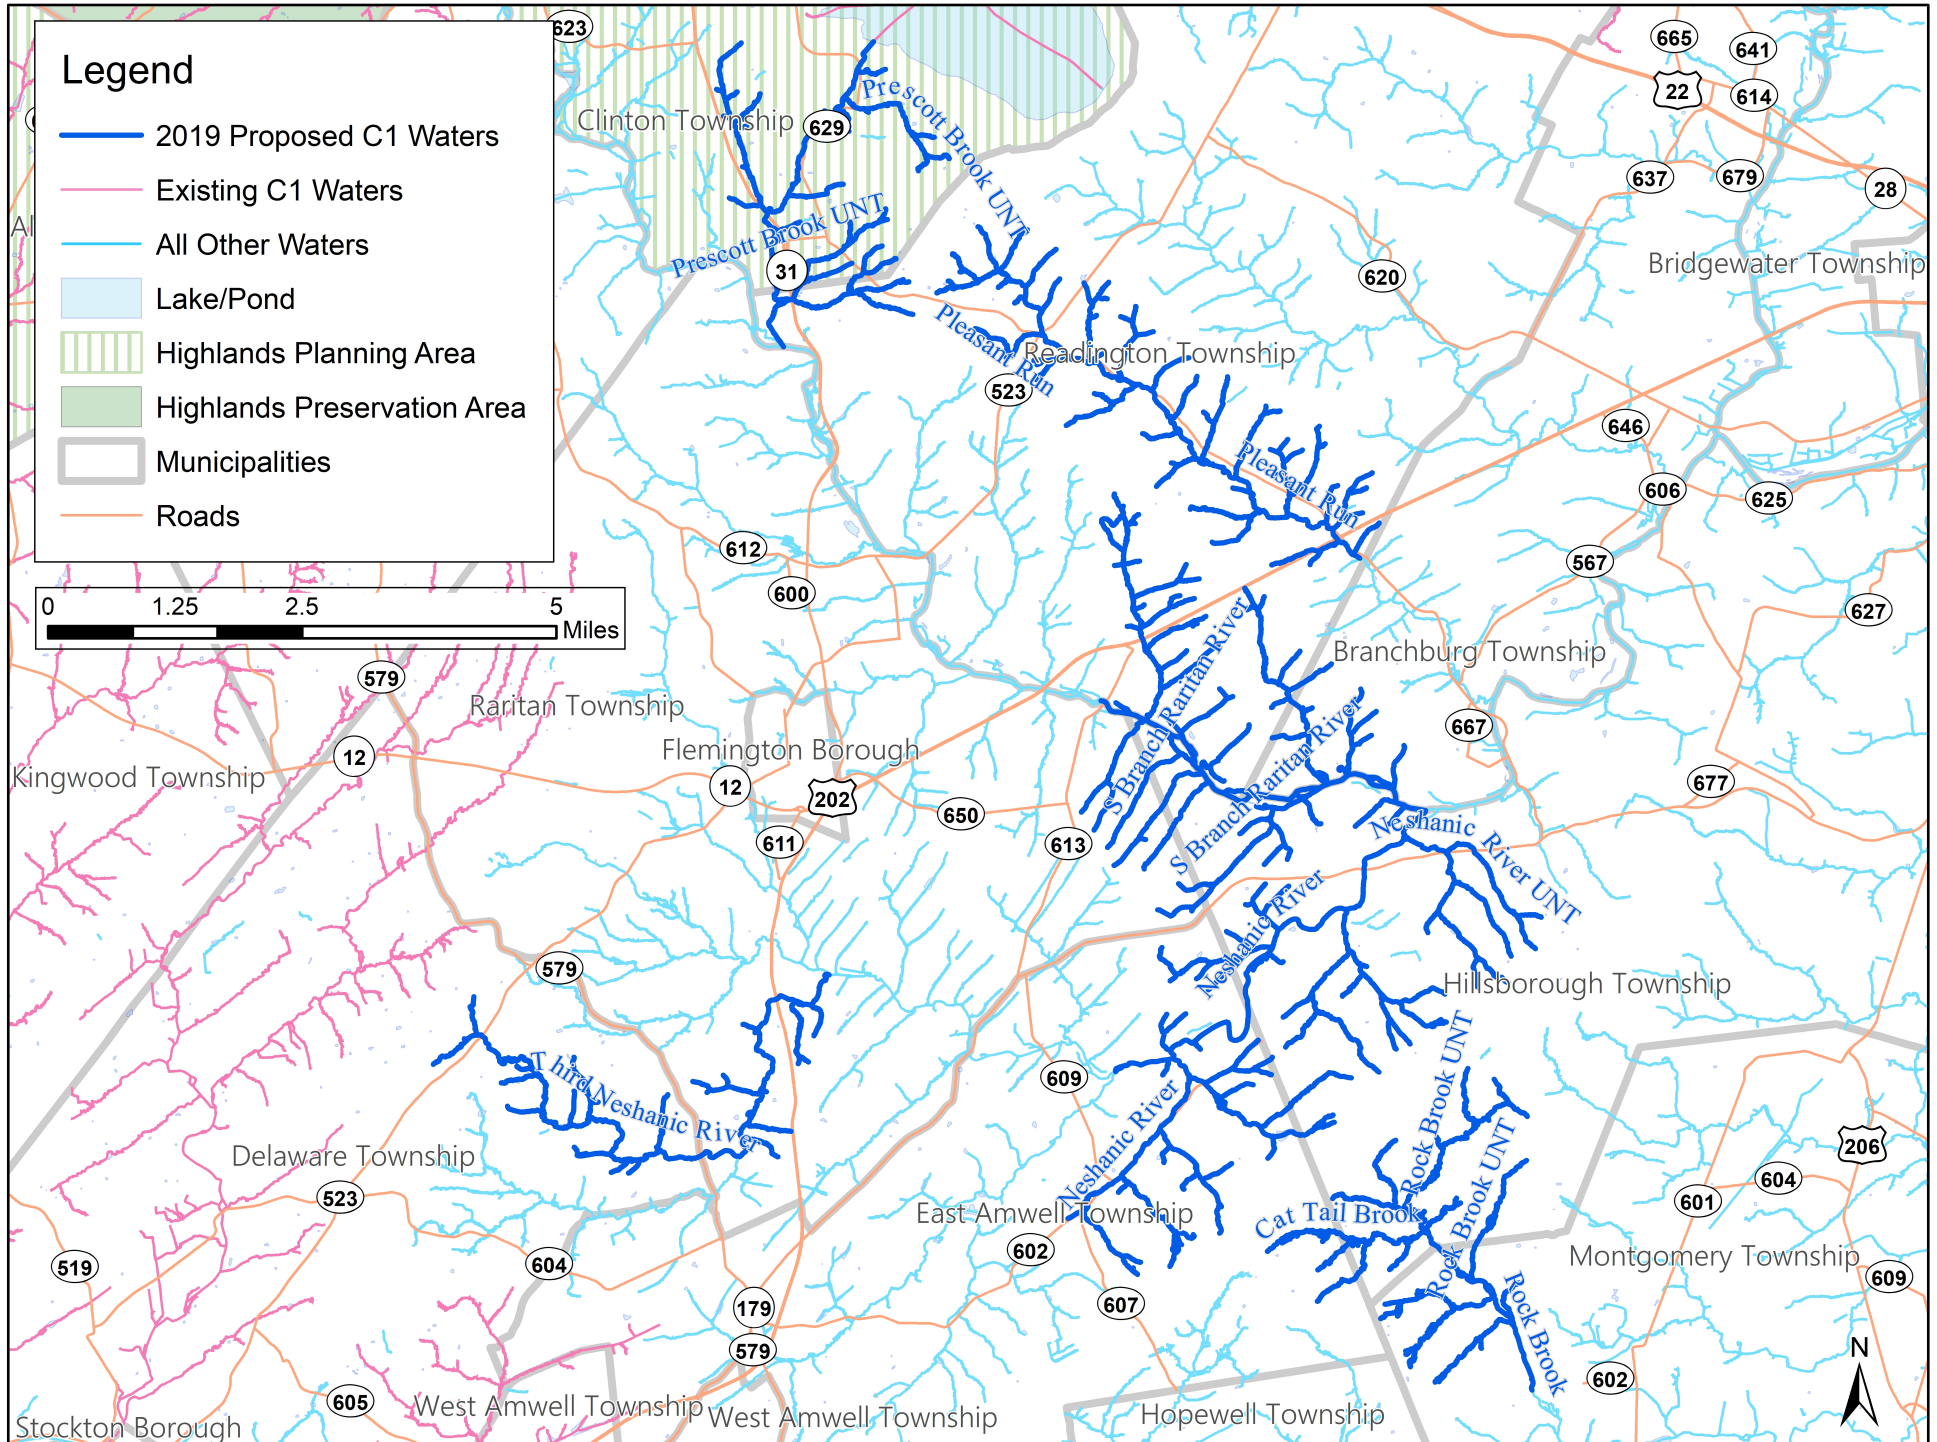 Legend
2019 Proposed C1 Waters
Existing C1 Waters
All Other Waters
Lake/Pond
Highlands Planning Area
Highlands Preservation Area
Municipalities
Roads
0 1.25 2.5 5 Miles
623
665
641
22
614
Clinton Township
629
Prescott Brook UNT
637
679
28
Al
Prescott Brook UNT
31
620
Bridgewater Township
Pleasant Run
Readington Township
523
646
Pleasant Run
606
625
612
567
600
627
S Branch Raritan River
Branchburg Township
579
Raritan Township
S Branch Raritan River
667
12
Flemington Borough
Kingwood Township
12
202
677
650
611
613
Neshanic River UNT
Neshanic River
579
Hillsborough Township
Third Neshanic River
609
Rock Brook UNT
Neshanic River
Rock Brook UNT
206
Delaware Township
604
523
601
East Amwell Township
Cat Tail Brook
602
Montgomery Township
519
604
609
Rock Brook
179
607
N
579
602
605
West Amwell Township
West Amwell Township
Hopewell Township
Stockton Borough